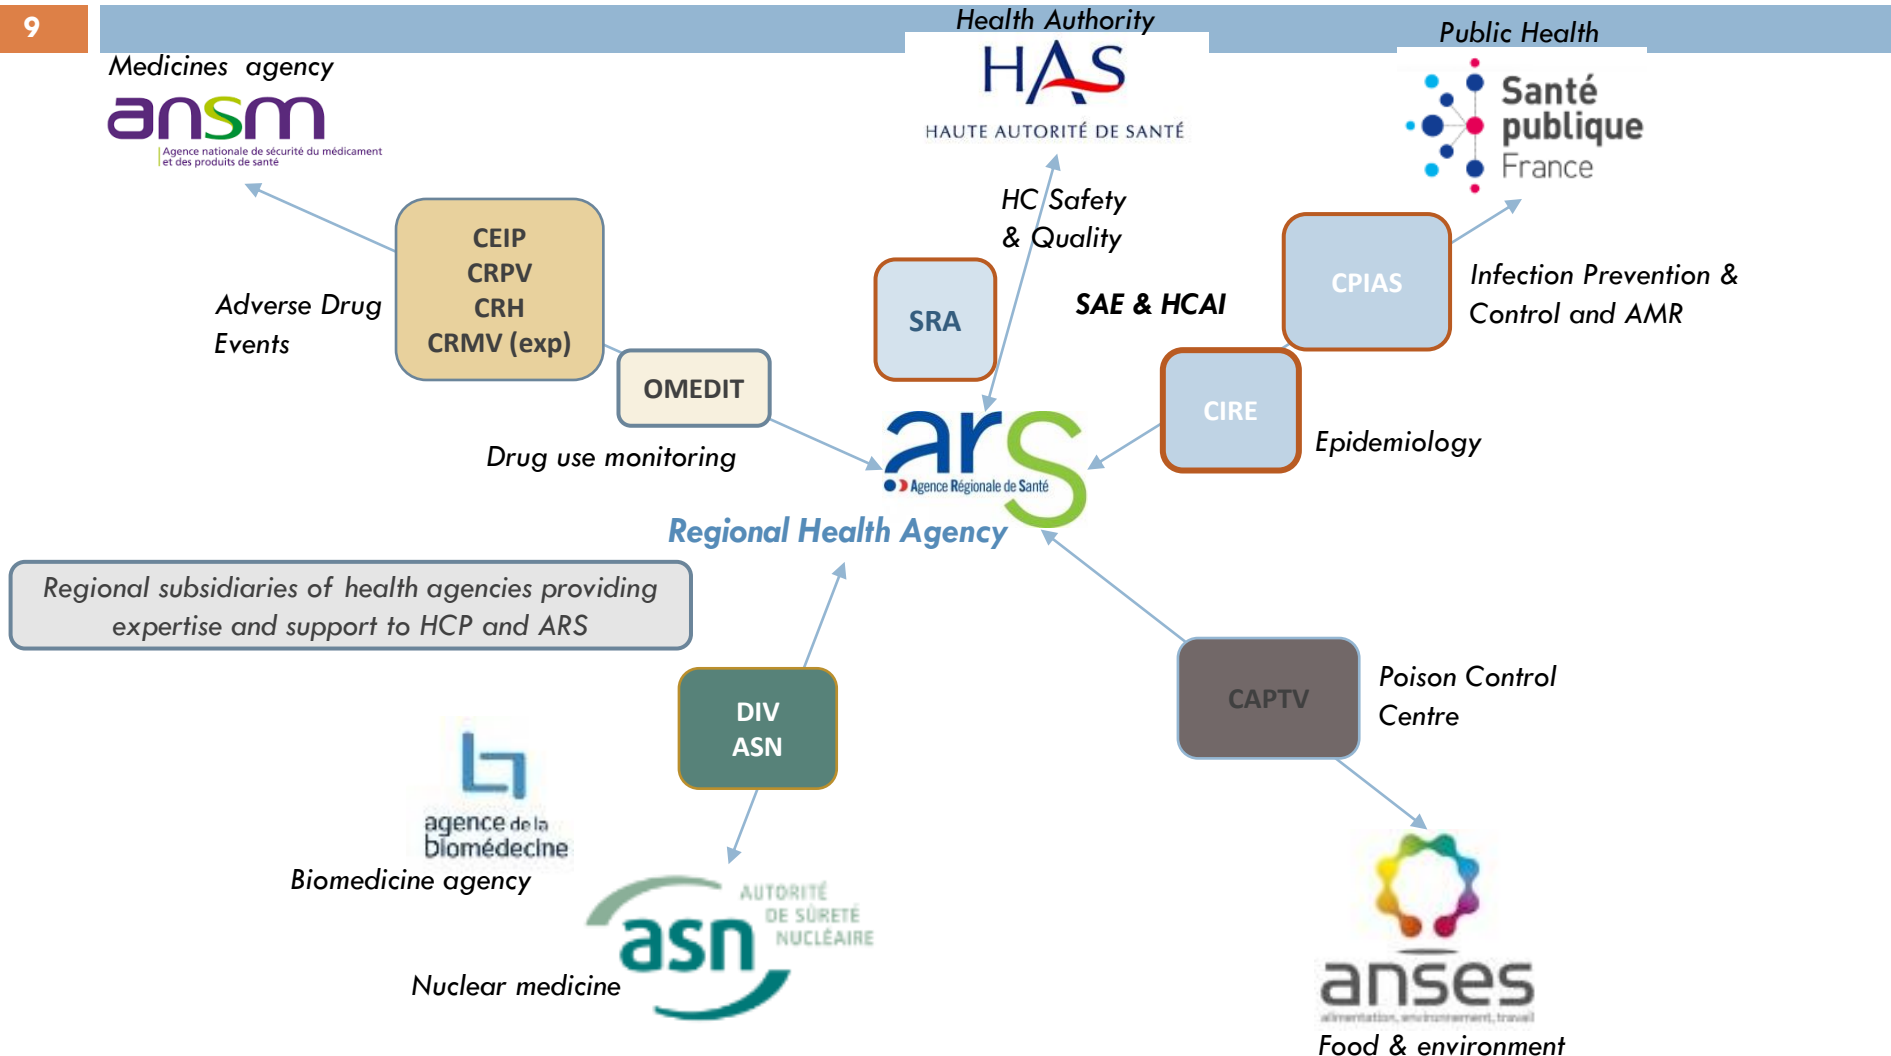 9
Health Authority
Public Health
Medicines agency
HAS
HAUTE AUTORITÉ DE SANTÉ
Santé
publique
France
ansm
Agence nationale de sécurité du médicament
et des produits de santé
HC Safety
& Quality
CEIP
CRPV
CRH
CRMV (exp)
Adverse Drug
Events
SRA
SAE & HCAI
CPIAS
Infection Prevention &
Control and AMR
OMEDIT
Drug use monitoring
CIRE
Epidemiology
ars
Agence Régionale de Santé
Regional Health Agency
Regional subsidiaries of health agencies providing
expertise and support to HCP and ARS
DIV
ASN
CAPTV
Poison Control
Centre
agence de la
biomédecine
Biomedicine agency
asn
AUTORITÉ
DE SÛRETÉ
NUCLÉAIRE
Nuclear medicine
anses
alimentation, environnement, travail
Food & environment